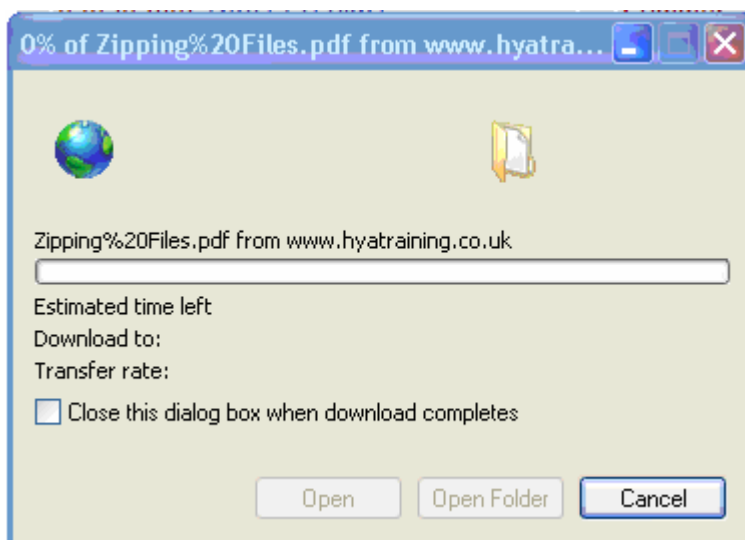 0% of Zipping%20Files.pdf from www.hyatra...
Zipping%20Files.pdf from www.hyatraining.co.uk
Estimated time left
Download to:
Transfer rate:
Close this dialog box when download completes
Open Open Folder Cancel